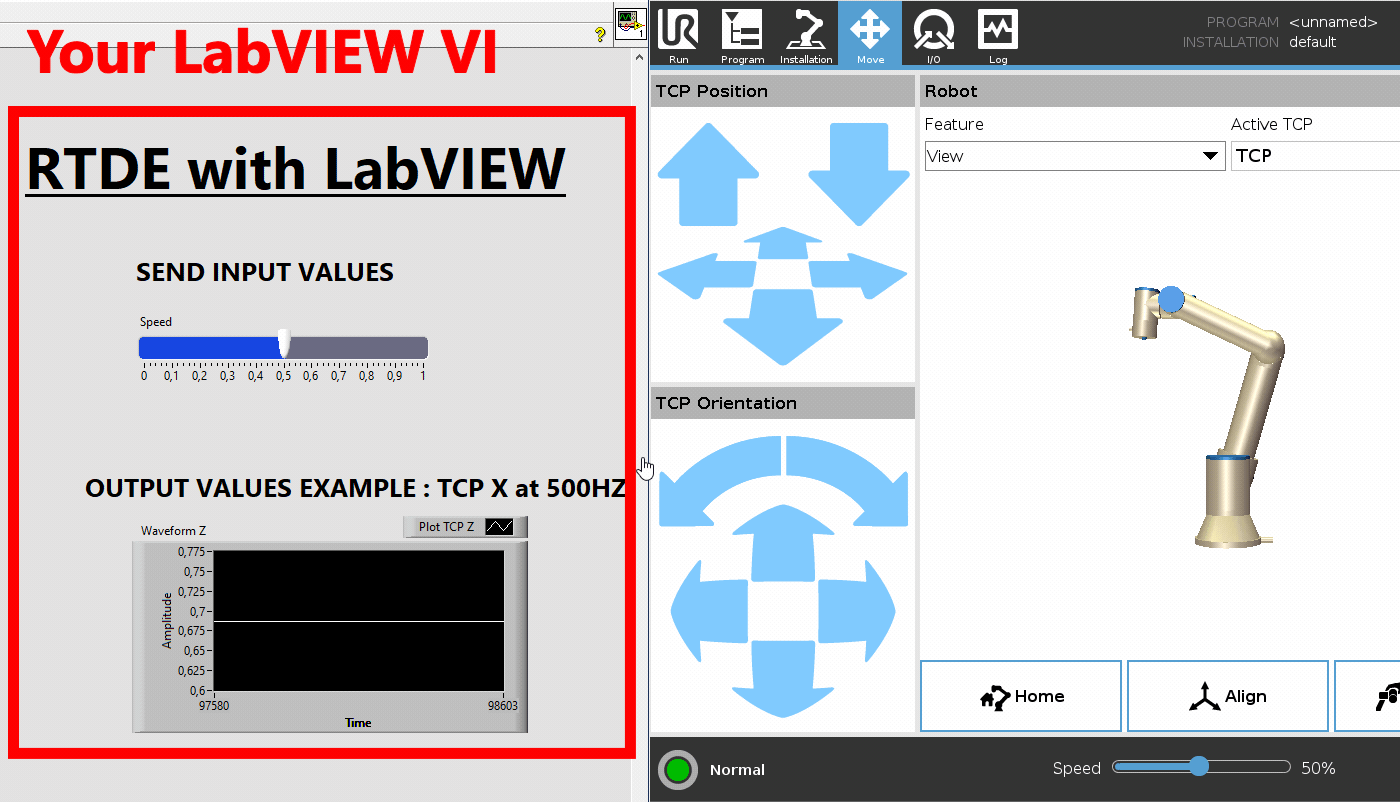 ?
1
Your LabVIEW VI
RTDE with LabVIEW
SEND INPUT VALUES
Speed
0 0,1 0,2 0,3 0,4 0,5 0,6 0,7 0,8 0,9 1
OUTPUT VALUES EXAMPLE : TCP X at 500HZ
Waveform Z
Plot TCP Z
0,775
0,75
0,725
0,7
0,675
0,65
0,625
0,6
Amplitude
97580 98603
Time
UR
Run Program Installation Move I/O Log
PROGRAM <unnamed>
INSTALLATION default
TCP Position
TCP Orientation
Robot
Feature Active TCP
View TCP
Home Align
Normal
Speed 50%